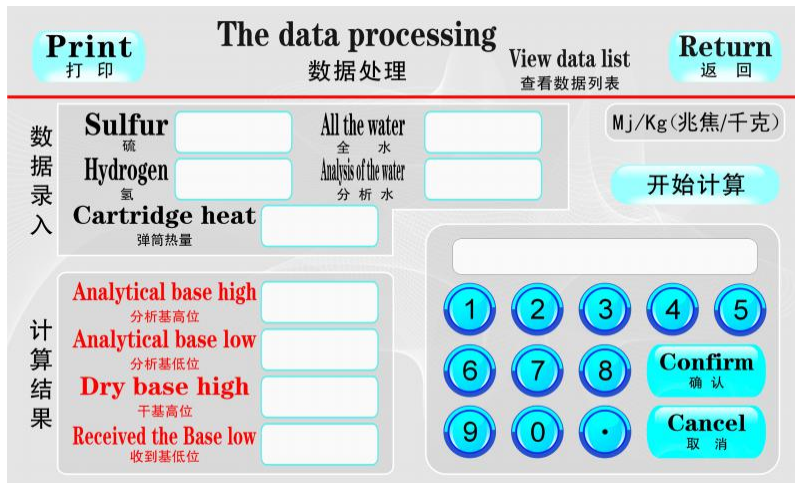 Print
打 印
The data processing
数据处理
View data list
查看数据列表
Return
返 回
数据录入
Sulfur
硫
All the water
全 水
Hydrogen
氢
Analysis of the water
分 析 水
Cartridge heat
弹筒热量
Mj/Kg(兆焦/千克)
开始计算
计算结果
Analytical base high
分析基高位
Analytical base low
分析基低位
Dry base high
干基高位
Received the Base low
收到基低位
1 2 3 4 5
6 7 8
Confirm
确 认
9 0 ·
Cancel
取 消